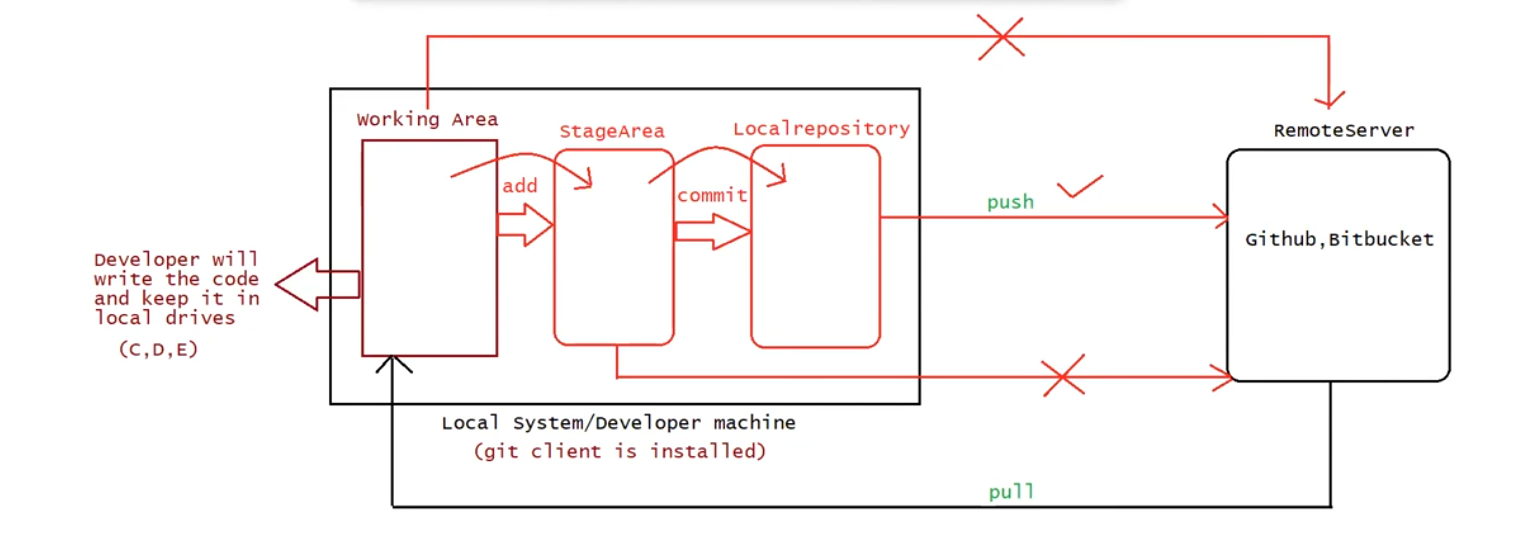 Working Area
StageArea
Localrepository
RemoteServer
add
commit
push
Github,Bitbucket
Developer will
write the code
and keep it in
local drives
(C,D,E)
Local System/Developer machine
(git client is installed)
pull